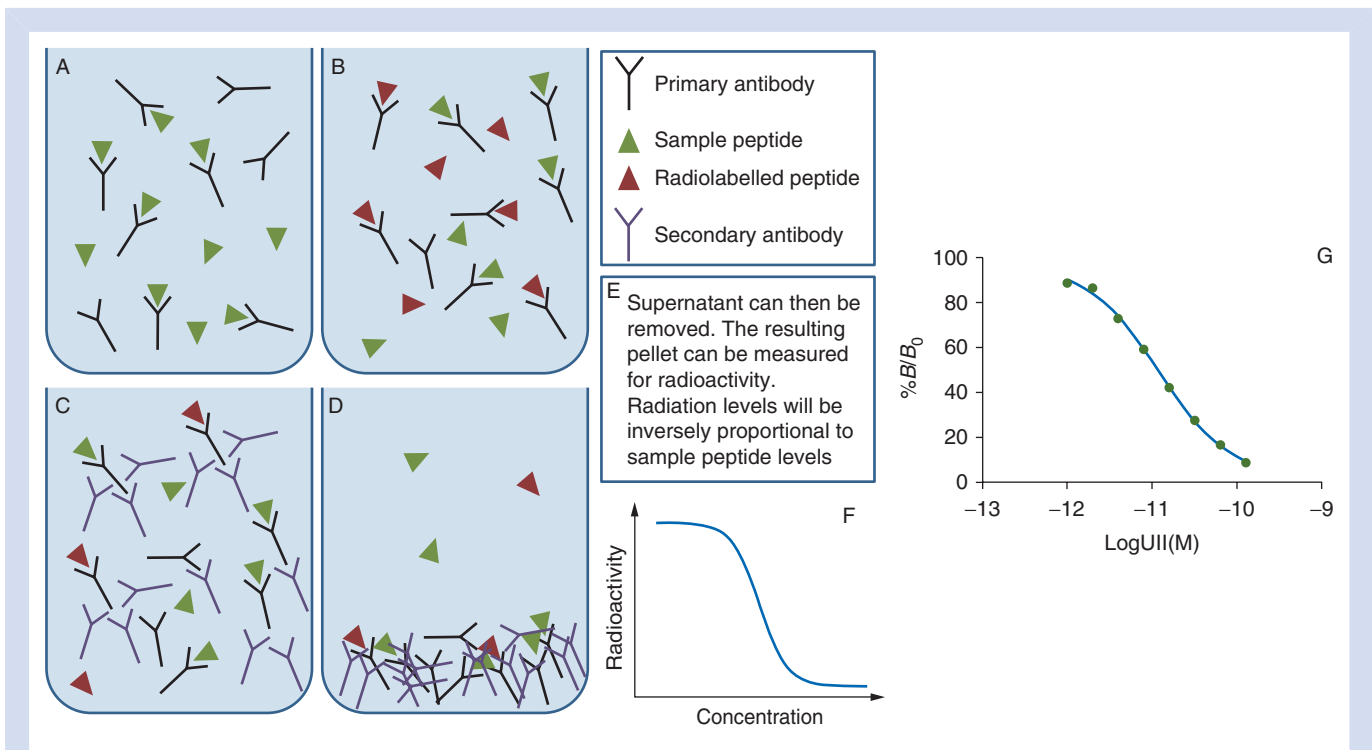 A
B
Primary antibody
Sample peptide
Radiolabelled peptide
Secondary antibody
C
D
E
Supernatant can then be
removed. The resulting
pellet can be measured
for radioactivity.
Radiation levels will be
inversely proportional to
sample peptide levels
F
Radioactivity
Concentration
G
100
80
60
40
20
0
%B/B₀
−13
−12
−11
−10
−9
LogUII(M)